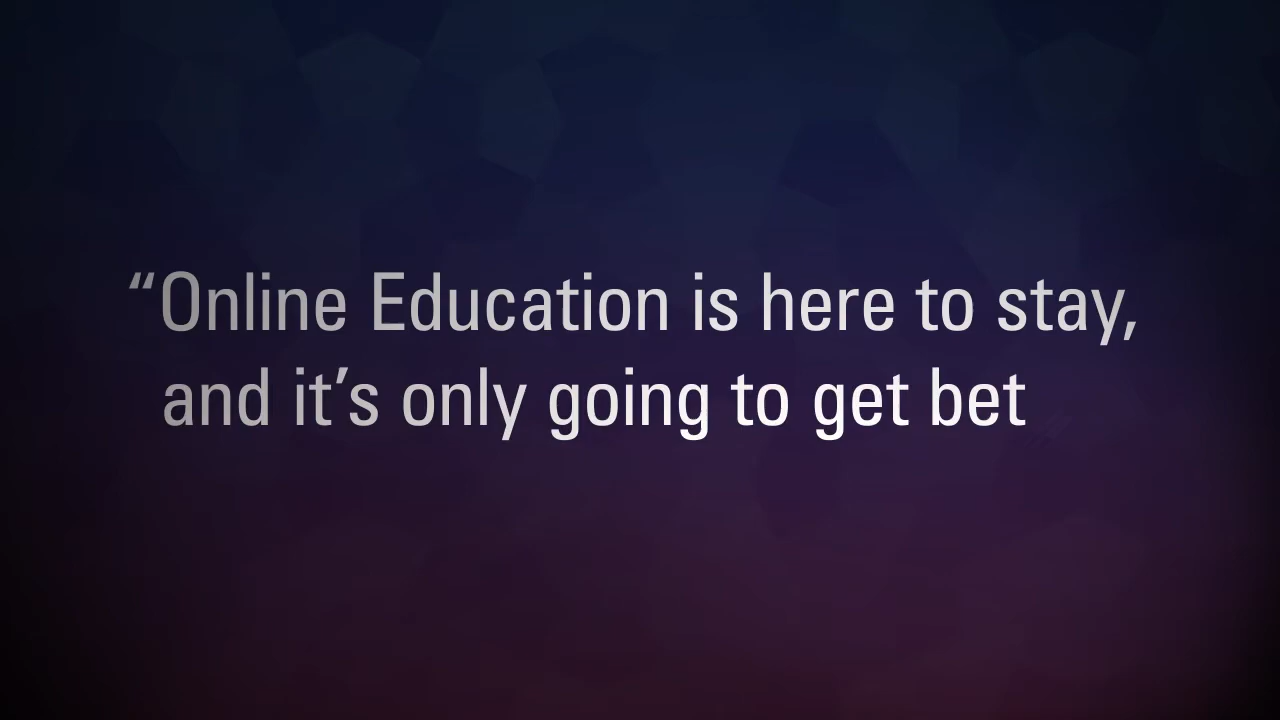 “Online Education is here to stay,
and it’s only going to get bet